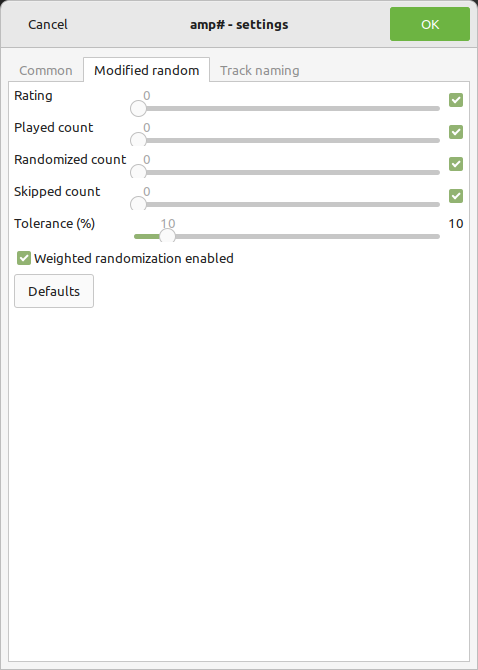 Cancel amp# - settings OK
Common Modified random Track naming
Rating 0
Played count 0
Randomized count 0
Skipped count 0
Tolerance (%) 10 10
Weighted randomization enabled
Defaults